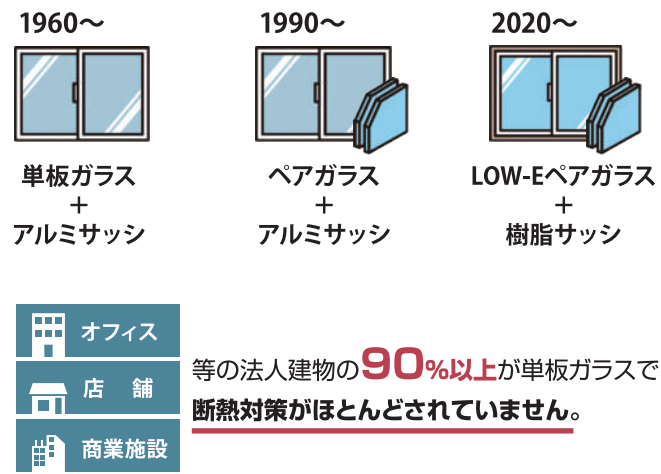 1960～
1990～
2020～
単板ガラス
+
アルミサッシ
ペアガラス
+
アルミサッシ
LOW-Eペアガラス
+
樹脂サッシ
オフィス
店　舗
商業施設
等の法人建物の90%以上が単板ガラスで
断熱対策がほとんどされていません。